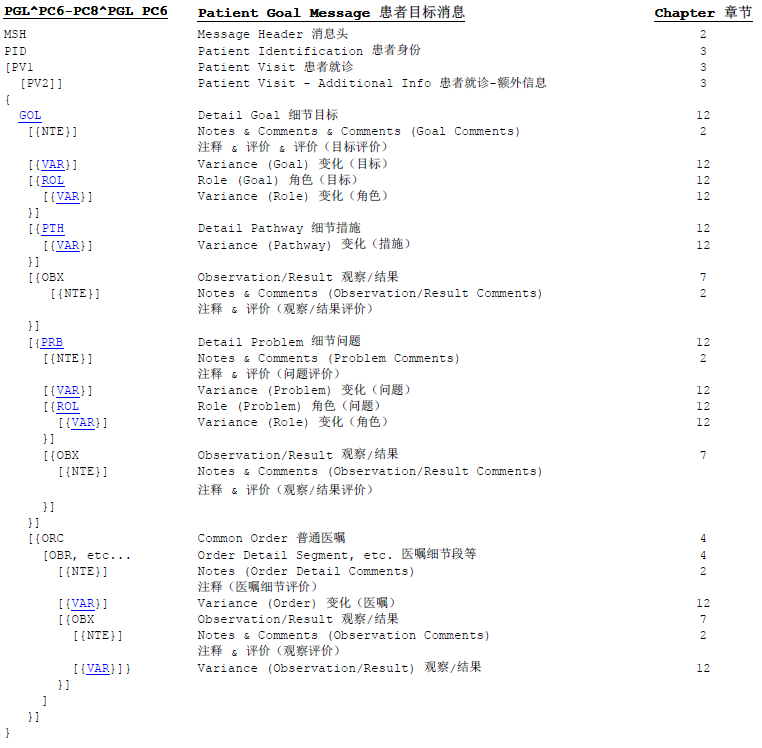 PGL^PC6-PC8^PGL_PC6 Patient Goal Message 患者目标消息 Chapter 章节
MSH Message Header 消息头 2
PID Patient Identification 患者身份 3
[PV1 Patient Visit 患者就诊 3
[PV2]] Patient Visit - Additional Info 患者就诊-额外信息 3
{
GOL Detail Goal 细节目标 12
[{NTE}] Notes & Comments & Comments (Goal Comments) 2
注释 & 评价 & 评价（目标评价）
[{VAR}] Variance (Goal) 变化（目标） 12
[{ROL Role (Goal) 角色（目标） 12
[{VAR}] Variance (Role) 变化（角色） 12
}]
[{PTH Detail Pathway 细节措施 12
[{VAR}] Variance (Pathway) 变化（措施） 12
}]
[{OBX Observation/Result 观察/结果 7
[{NTE}] Notes & Comments (Observation/Result Comments) 2
注释 & 评价（观察/结果评价）
}]
[{PRB Detail Problem 细节问题 12
[{NTE}] Notes & Comments (Problem Comments) 2
注释 & 评价（问题评价）
[{VAR}] Variance (Problem) 变化（问题） 12
[{ROL Role (Problem) 角色（问题） 12
[{VAR}] Variance (Role) 变化（角色） 12
}]
[{OBX Observation/Result 观察/结果 7
[{NTE}] Notes & Comments (Observation/Result Comments)
注释 & 评价（观察/结果评价）
}]
}]
[{ORC Common Order 普通医嘱 4
[OBR, etc... Order Detail Segment, etc. 医嘱细节段等 4
[{NTE}] Notes (Order Detail Comments) 2
注释（医嘱细节评价）
[{VAR}] Variance (Order) 变化（医嘱） 12
[{OBX Observation/Result 观察/结果 7
[{NTE}] Notes & Comments (Observation Comments) 2
注释 & 评价（观察评价）
[{VAR}]} Variance (Observation/Result) 观察/结果 12
}]
]
}]
}